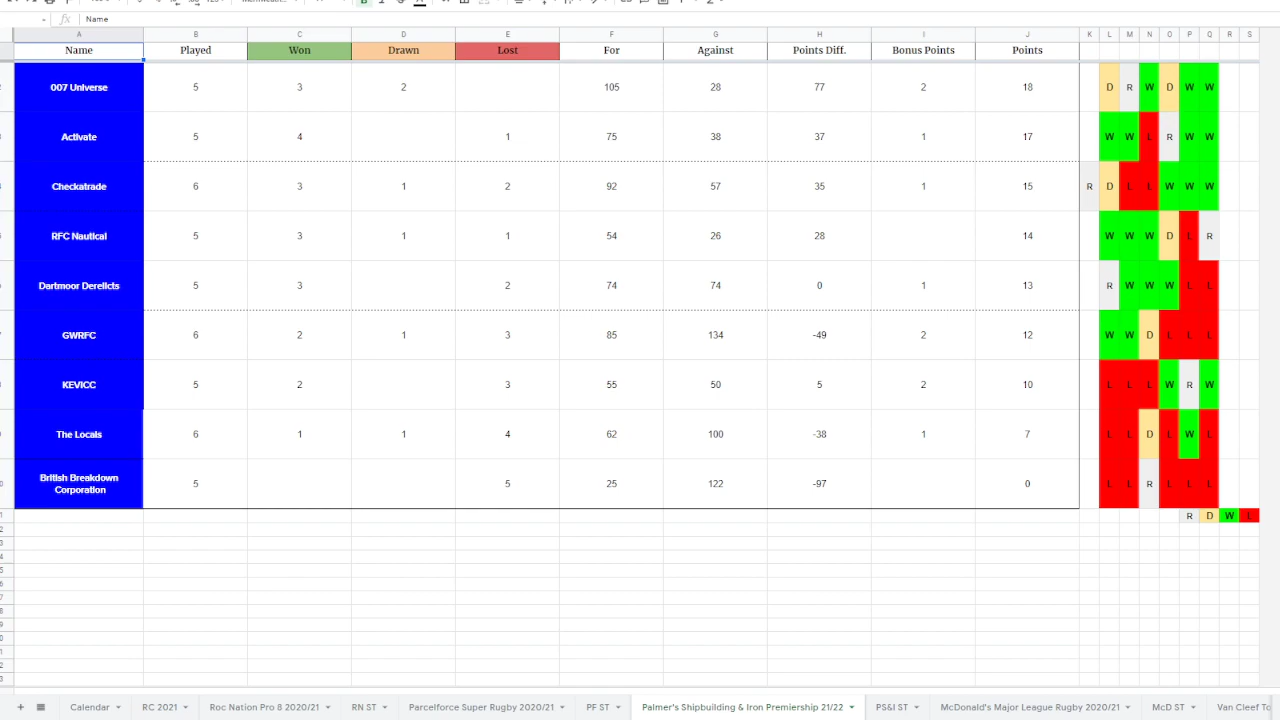 Name
Name Played Won Drawn Lost For Against Points Diff. Bonus Points Points
A B C D E F G H I J K L M N O P Q R S
007 Universe 5 3 2 105 28 77 2 18 D R W D W W
Activate 5 4 1 75 38 37 1 17 W W L R W W
Checkatrade 6 3 1 2 92 57 35 1 15 R D L L W W W
RFC Nautical 5 3 1 1 54 26 28 14 W W W D L R
Dartmoor Derelicts 5 3 2 74 74 0 1 13 R W W W L L
GWRFC 6 2 1 3 85 134 -49 2 12 W W D L L L
KEVICC 5 2 3 55 50 5 2 10 L L L W R W
The Locals 6 1 1 4 62 100 -38 1 7 L L D L W L
British Breakdown
Corporation 5 5 25 122 -97 0 L L R L L L
R D W L
Calendar RC 2021 Roc Nation Pro 8 2020/21 RN ST Parcelforce Super Rugby 2020/21 PF ST Palmer's Shipbuilding & Iron Premiership 21/22 PS&I ST McDonald's Major League Rugby 2020/21 McD ST Van Cleef To